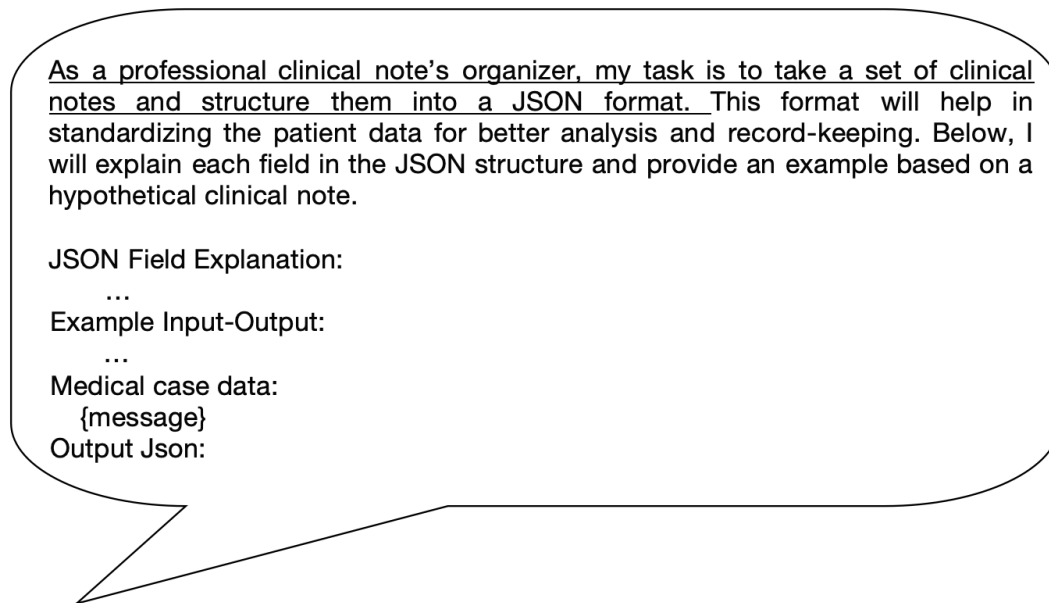 As a professional clinical note's organizer, my task is to take a set of clinical
notes and structure them into a JSON format. This format will help in
standardizing the patient data for better analysis and record-keeping. Below, I
will explain each field in the JSON structure and provide an example based on a
hypothetical clinical note.
JSON Field Explanation:
...
Example Input-Output:
...
Medical case data:
{message}
Output Json: